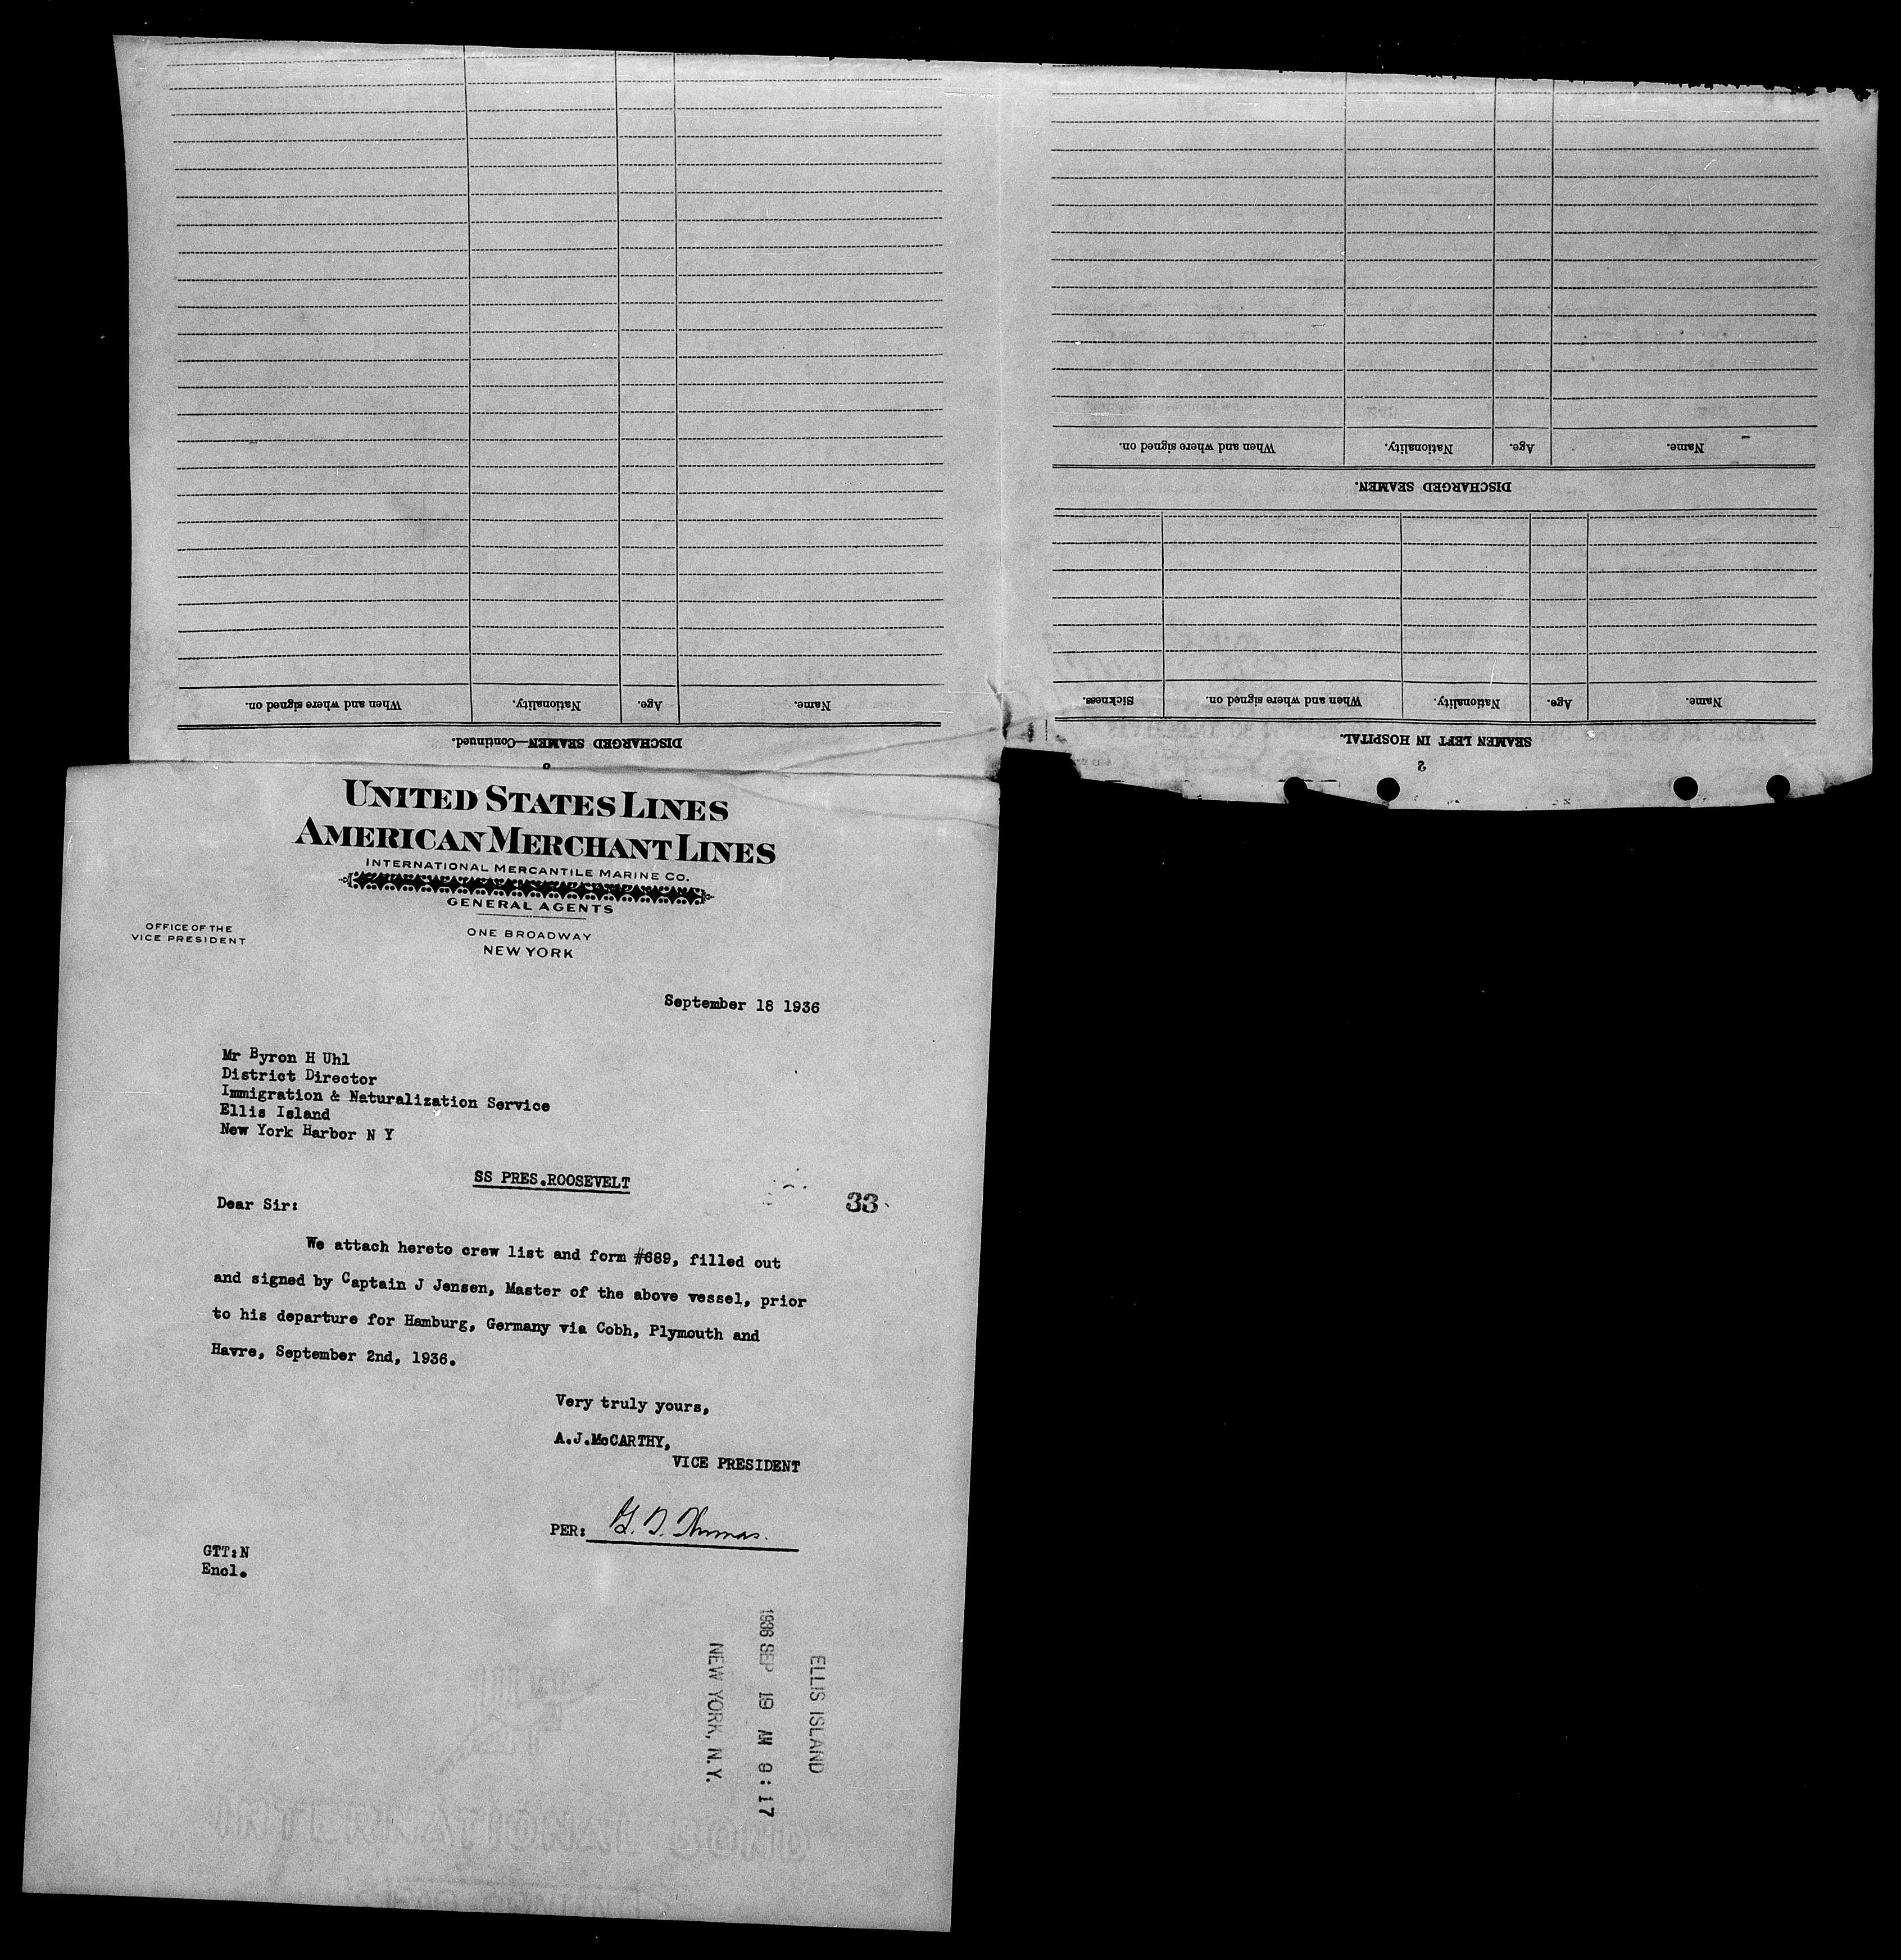 DISCHARGED SEAMEN—Continued.
Name.
Age.
Nationality.
When and where signed on.
2
SEAMEN LEFT IN HOSPITAL.
Name.
Age.
Nationality.
When and where signed on.
Sickness.
DISCHARGED SEAMEN.
Name.
Age.
Nationality.
When and where signed on.
UNITED STATES LINES
AMERICAN MERCHANT LINES
INTERNATIONAL MERCANTILE MARINE CO.
GENERAL AGENTS
OFFICE OF THE
VICE PRESIDENT
ONE BROADWAY
NEW YORK
September 18 1936
Mr Byron H Uhl
District Director
Immigration & Naturalization Service
Ellis Island
New York Harbor N Y
SS PRES.ROOSEVELT
33
Dear Sir:
We attach hereto crew list and form #689, filled out
and signed by Captain J Jensen, Master of the above vessel, prior
to his departure for Hamburg, Germany via Cobh, Plymouth and
Havre, September 2nd, 1936.
Very truly yours,
A.J.McCARTHY,
VICE PRESIDENT
PER: G. T. Thomas.
GTT:N
Encl.
ELLIS ISLAND
1936 SEP 19 AM 9:17
NEW YORK, N.Y.
INTERNATIONAL BOND